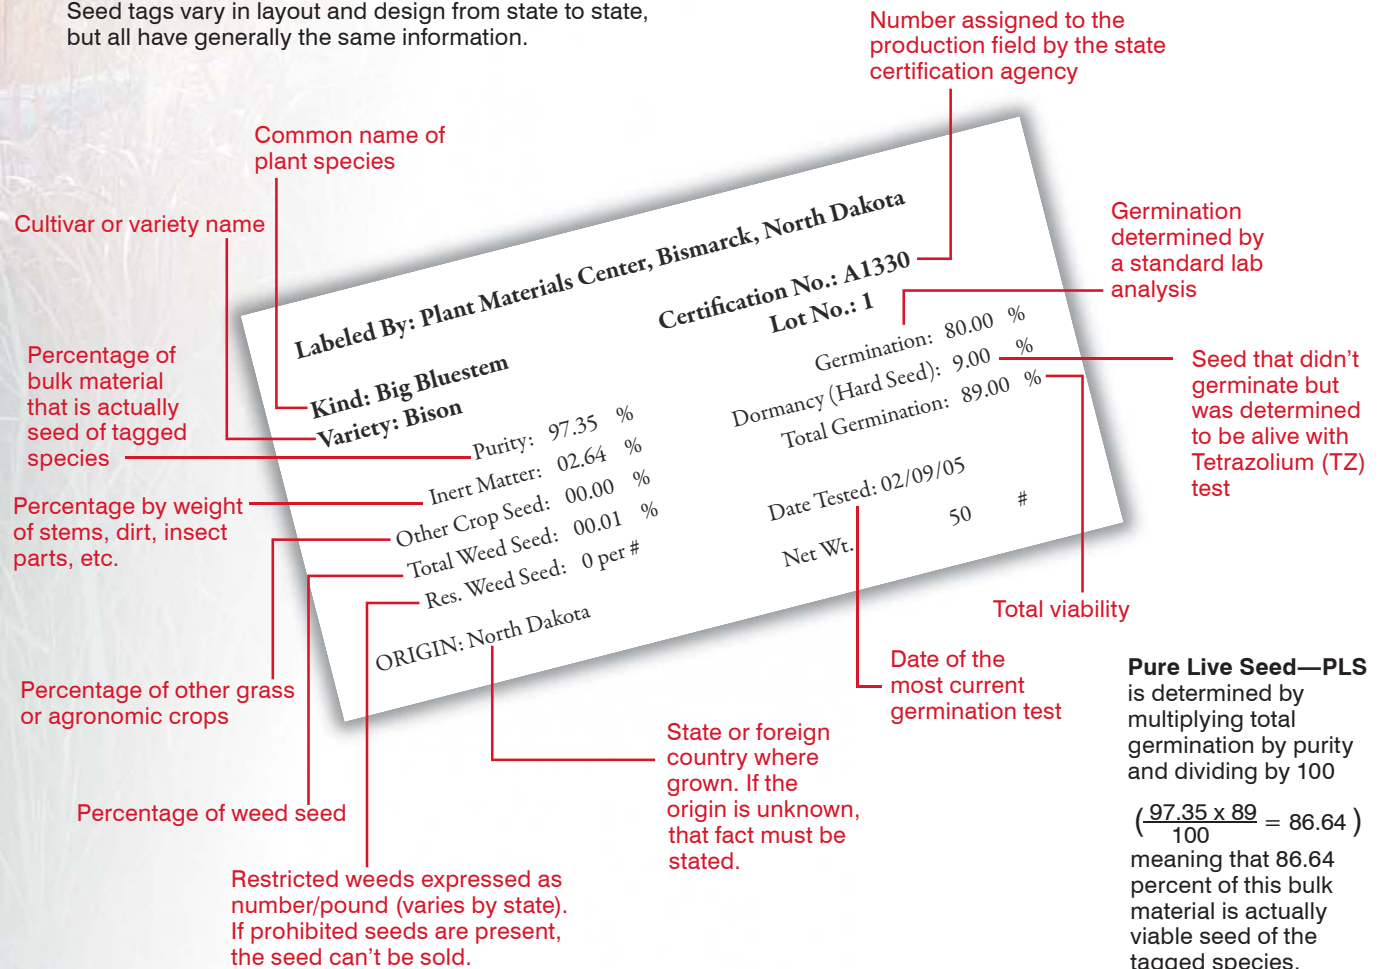 Seed tags vary in layout and design from state to state,
but all have generally the same information.
Number assigned to the
production field by the state
certification agency
Common name of
plant species
Cultivar or variety name
Germination
determined by
a standard lab
analysis
Percentage of
bulk material
that is actually
seed of tagged
species
Seed that didn't
germinate but
was determined
to be alive with
Tetrazolium (TZ)
test
Percentage by weight
of stems, dirt, insect
parts, etc.
Labeled By: Plant Materials Center, Bismarck, North Dakota
Certification No.: A1330
Lot No.: 1
Kind: Big Bluestem
Variety: Bison
Purity: 97.35 %
Inert Matter: 02.64 %
Other Crop Seed: 00.00 %
Total Weed Seed: 00.01 %
Res. Weed Seed: 0 per #
ORIGIN: North Dakota
Germination: 80.00 %
Dormancy (Hard Seed): 9.00 %
Total Germination: 89.00 %
Date Tested: 02/09/05
Net Wt. 50 #
Total viability
Percentage of other grass
or agronomic crops
Date of the
most current
germination test
State or foreign
country where
grown. If the
origin is unknown,
that fact must be
stated.
Percentage of weed seed
Restricted weeds expressed as
number/pound (varies by state).
If prohibited seeds are present,
the seed can't be sold.
Pure Live Seed—PLS
is determined by
multiplying total
germination by purity
and dividing by 100
(97.35 x 89
100
= 86.64 )
meaning that 86.64
percent of this bulk
material is actually
viable seed of the
tagged species.